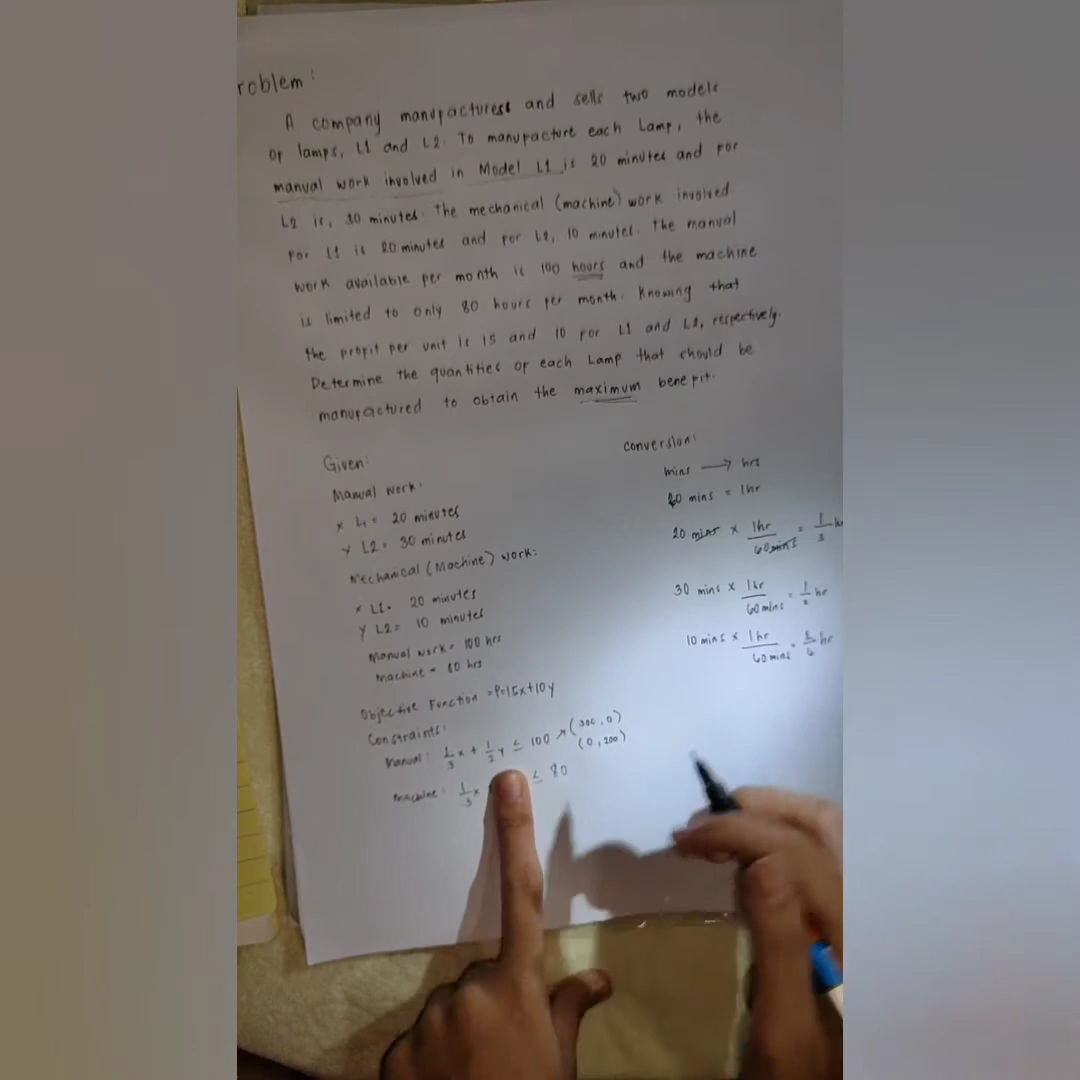 roblem:
A company manufactures and sells two models
of lamps, L1 and L2. To manufacture each Lamp, the
manual work involved in Model L1 is 20 minutes and for
L2 is, 30 minutes. The mechanical (machine) work involved
for L1 is 20 minutes and for L2, 10 minutes. The manual
work available per month is 100 hours and the machine
is limited to only 80 hours per month. Knowing that
the profit per unit is 15 and 10 for L1 and L2, respectively.
Determine the quantities of each Lamp that should be
manufactured to obtain the maximum benefit.
Given:
Manual work:
x L1 = 20 minutes
y L2 = 30 minutes
Mechanical (Machine) work:
x L1 = 20 minutes
y L2 = 10 minutes
Manual work = 100 hrs
Machine = 80 hrs
Objective Function = P=15x+10y
Constraints:
Manual: 1/3 x + 1/2 y ≤ 100 → (300, 0)
(0, 200)
Machine: 1/3 x ≤ 80
Conversion:
mins → hrs
60 mins = 1hr
20 mins × 1hr/60mins = 1/3 h
30 mins × 1hr/60mins = 1/2 hr
10 mins × 1hr/60mins = 1/6 hr